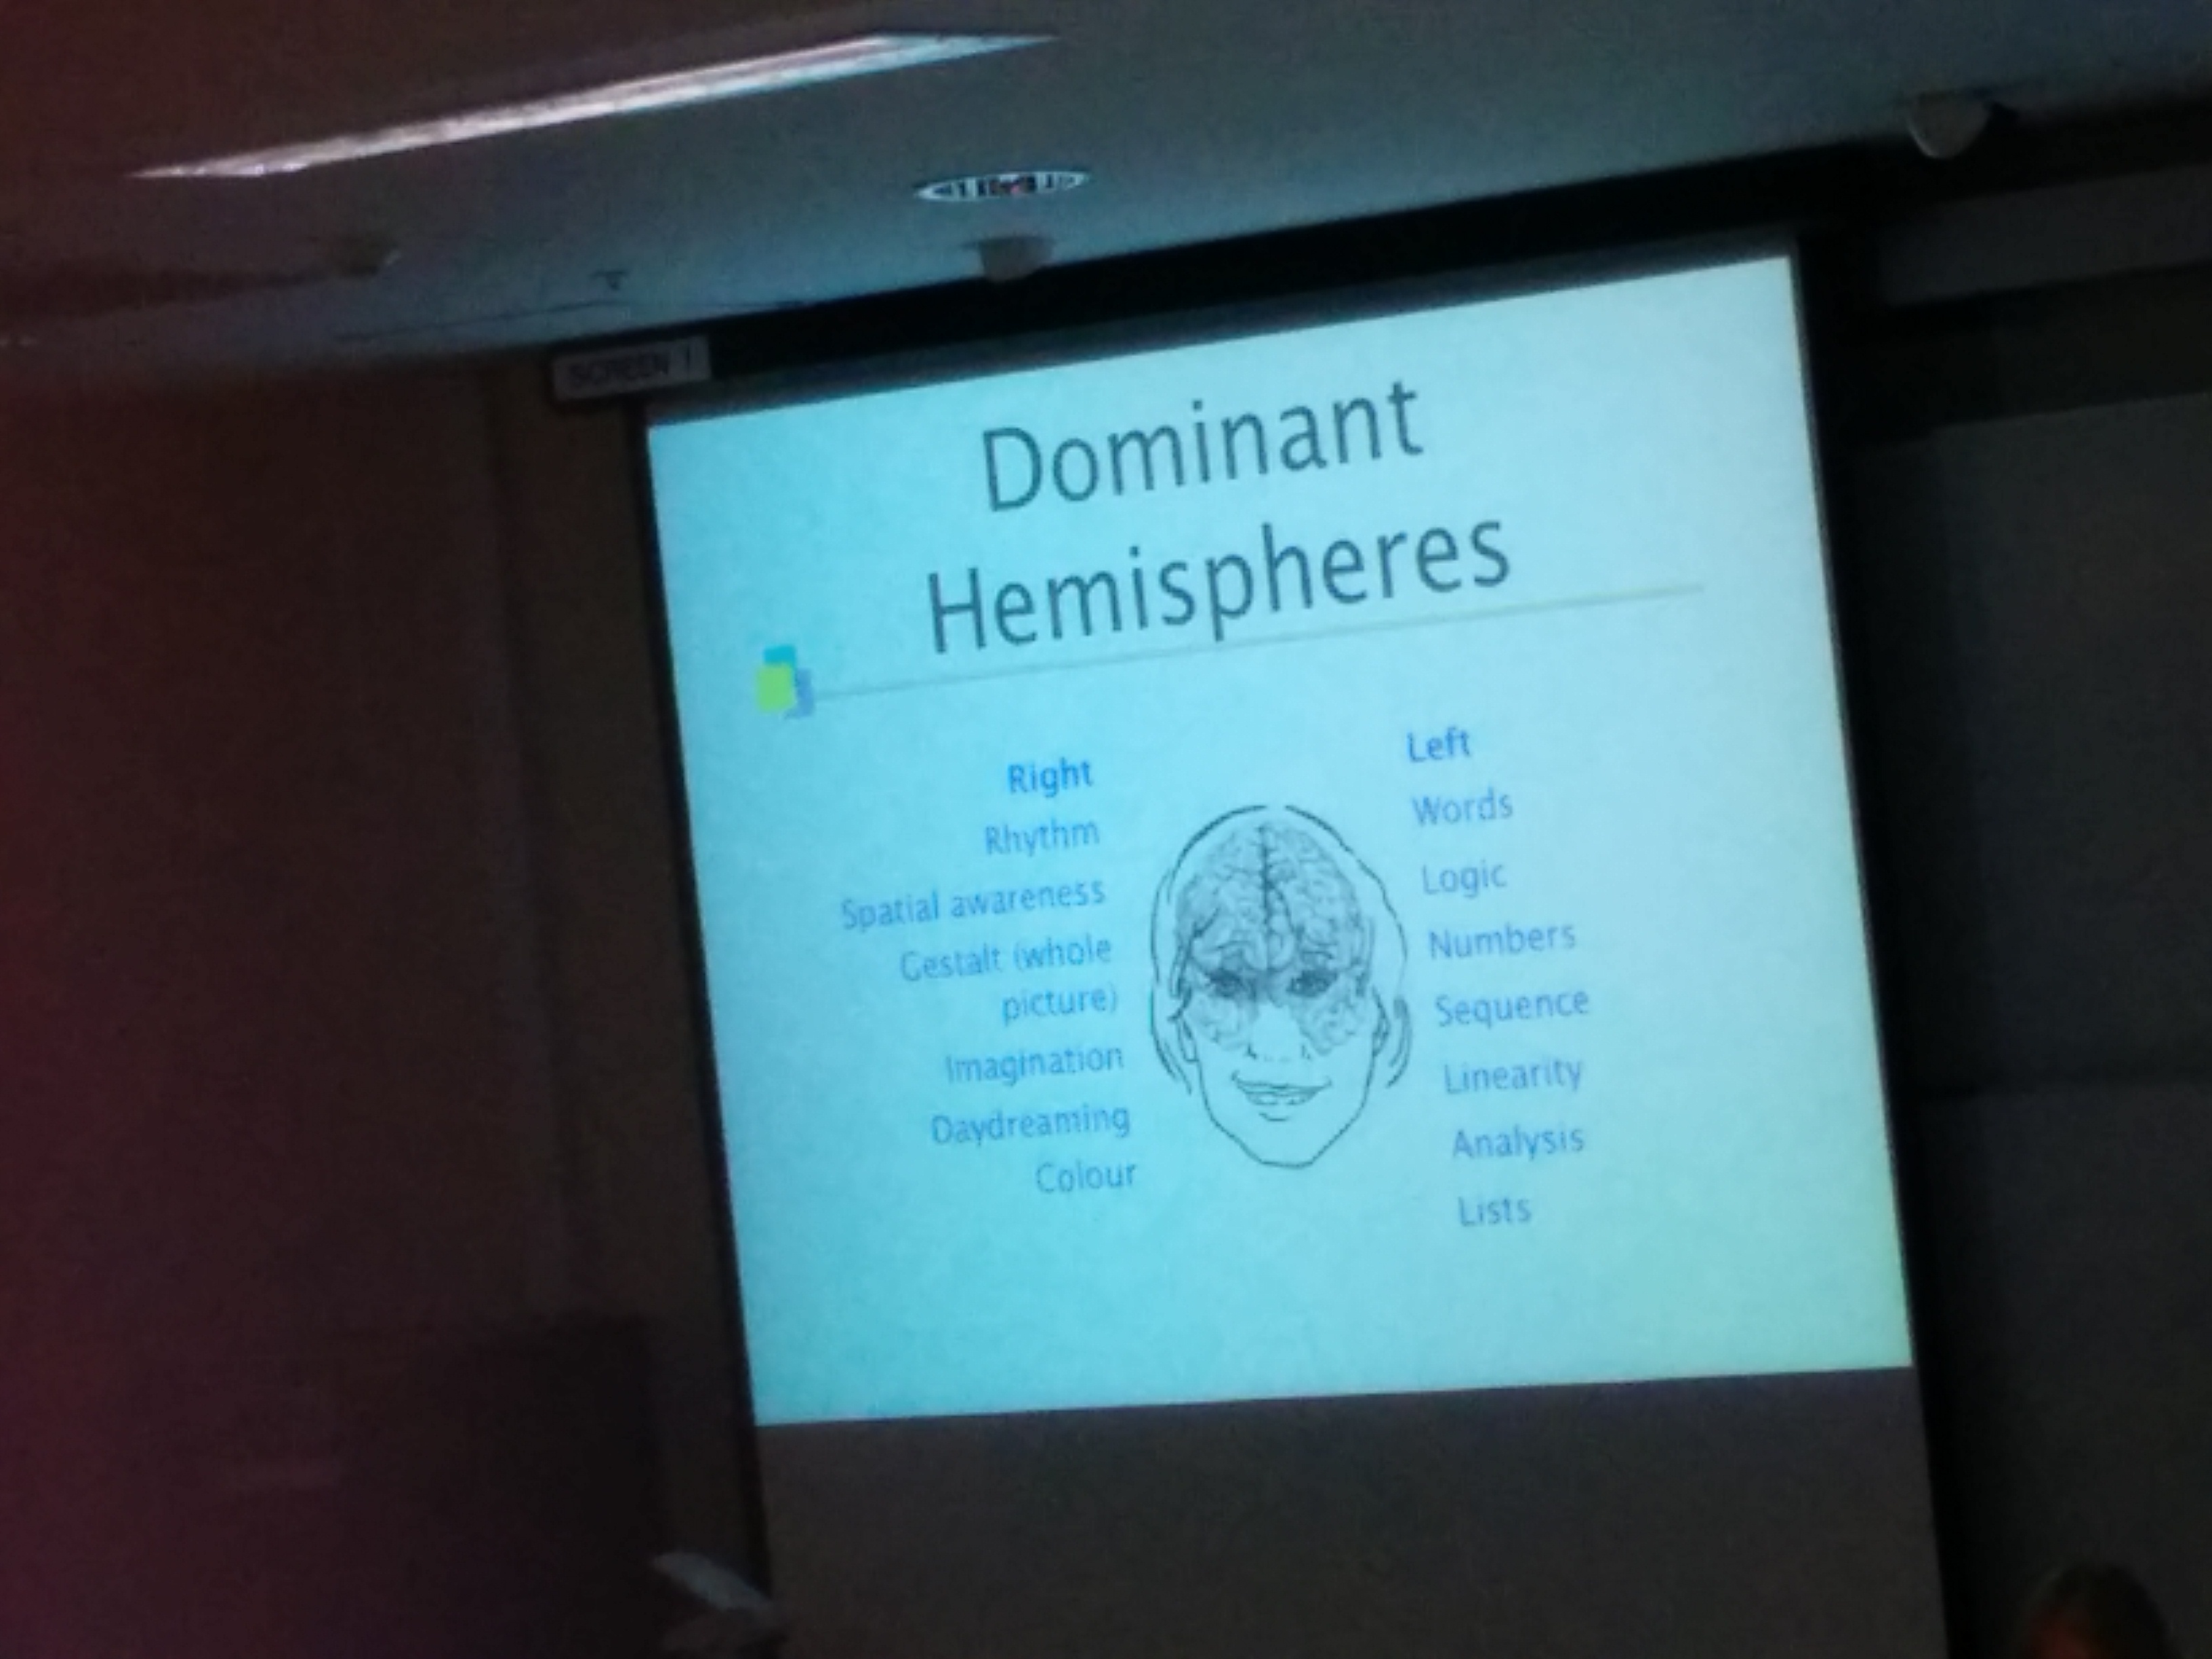 SCREEN 1
Dominant
Hemispheres
Right
Rhythm
Spatial awareness
Gestalt (whole
picture)
Imagination
Daydreaming
Colour
Left
Words
Logic
Numbers
Sequence
Linearity
Analysis
Lists